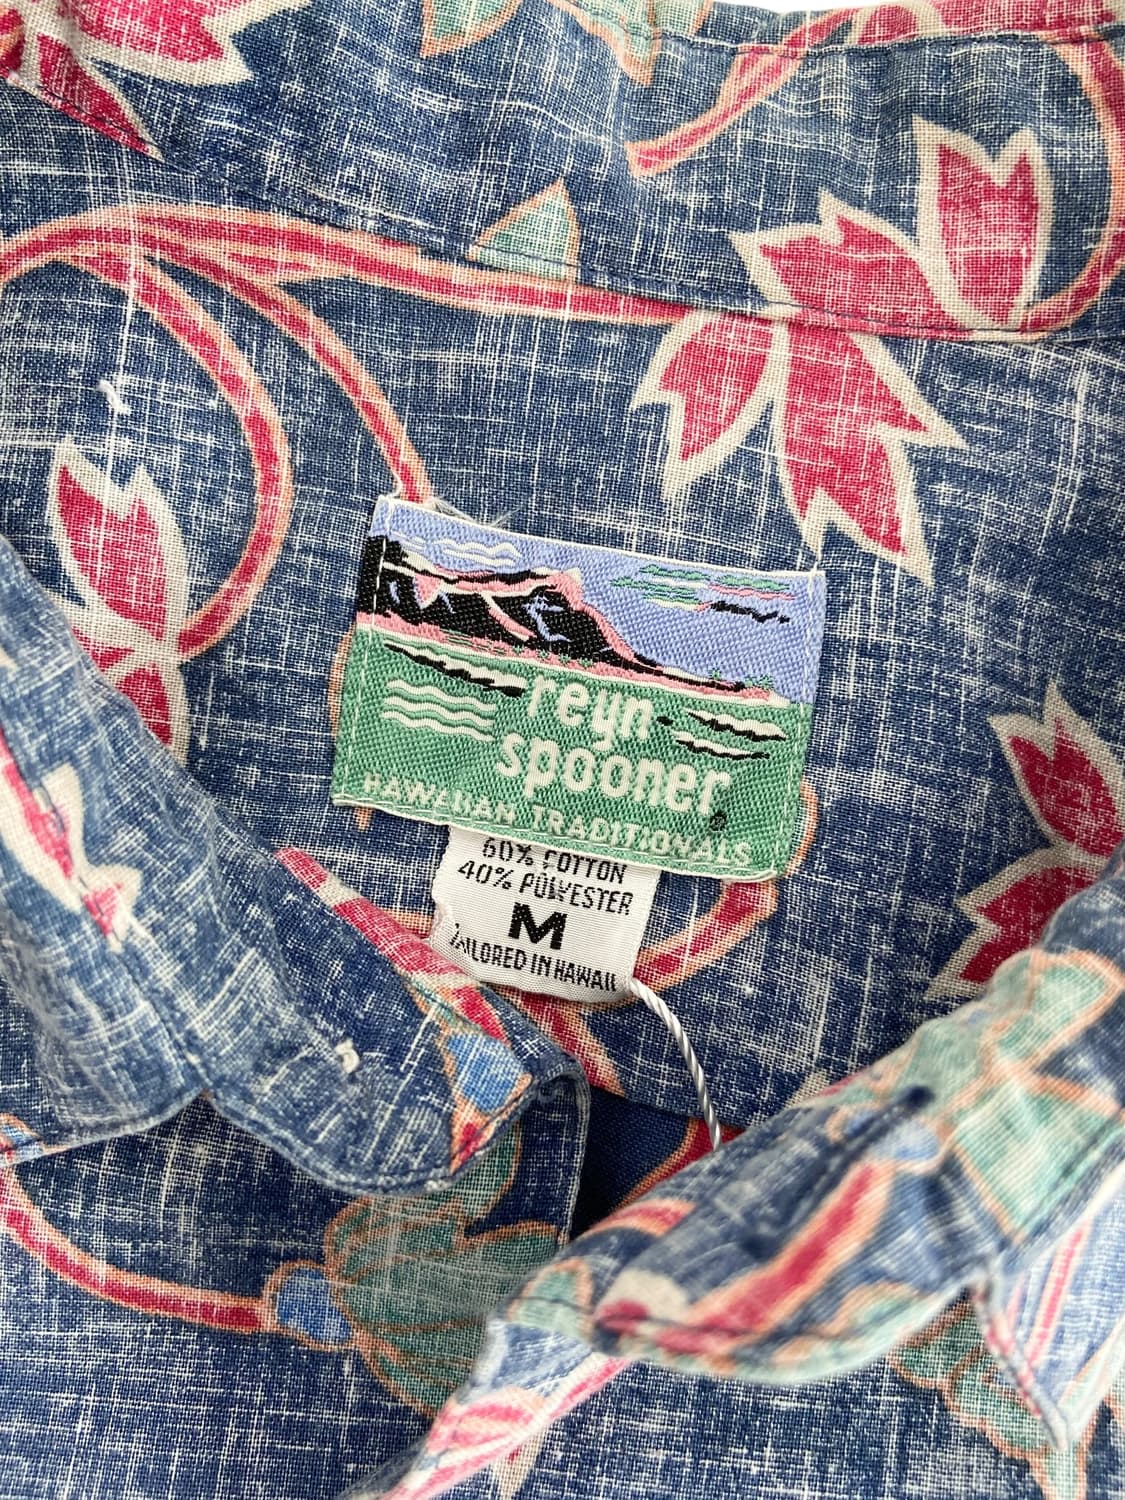 reyn
spooner®
HAWAIIAN TRADITIONALS
60% COTTON
40% POLYESTER
M
TAILORED IN HAWAII